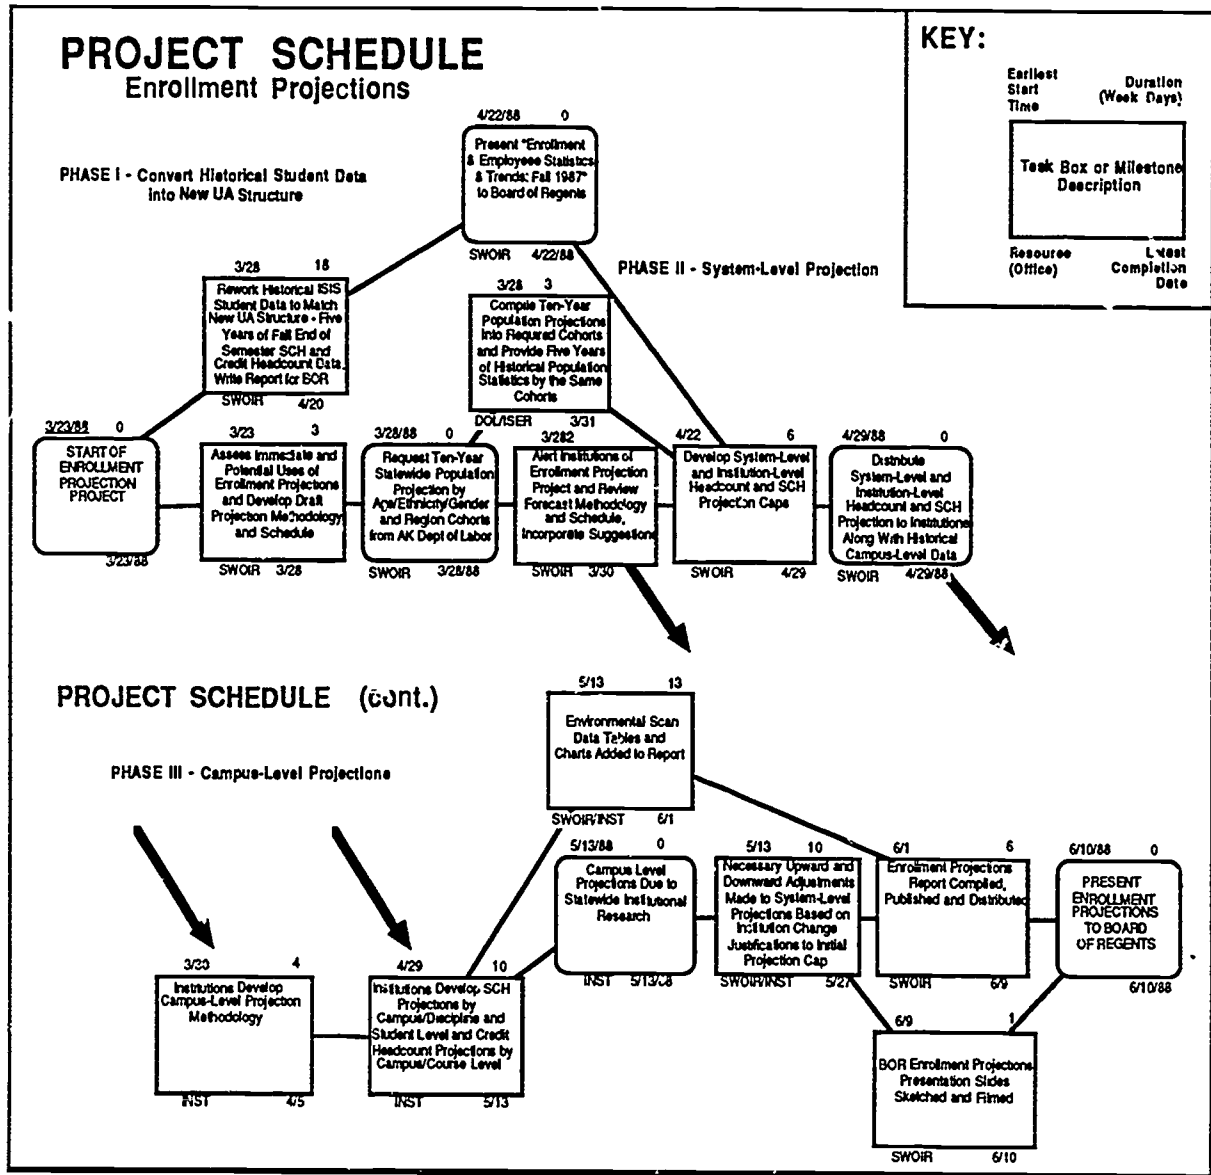 PROJECT SCHEDULE
Enrollment Projections
KEY:
Earliest
Start
Time
Duration
(Week Days)
Task Box or Milestone
Description
Resource
(Office)
Latest
Completion
Date
PHASE I - Convert Historical Student Data
into New UA Structure
4/22/88 0
Present "Enrollment
& Employee Statistics
& Trends: Fall 1987"
to Board of Regents
SWOIR 4/22/88
PHASE II - System-Level Projection
3/28 18
Rework Historical ISIS
Student Data to Match
New UA Structure - Five
Years of Fall End of
Semester SCH and
Credit Headcount Data,
Write Report for BOR
SWOIR 4/20
3/28 3
Compile Ten-Year
Population Projections
Into Required Cohorts
and Provide Five Years
of Historical Population
Statistics by the Same
Cohorts
DOL/ISER 3/31
3/23/88 0
START OF
ENROLLMENT
PROJECTION
PROJECT
3/23/88
3/23 3
Assess Immediate and
Potential Uses of
Enrollment Projections
and Develop Draft
Projection Methodology
and Schedule
SWOIR 3/28
3/28/88 0
Request Ten-Year
Statewide Population
Projection by
Age/Ethnicity/Gender
and Region Cohorts
from AK Dept of Labor
SWOIR 3/28/88
3/282
Alert Institutions of
Enrollment Projection
Project and Review
Forecast Methodology
and Schedule,
Incorporate Suggestions
SWOIR 3/30
4/22 6
Develop System-Level
and Institution-Level
Headcount and SCH
Projection Caps
SWOIR 4/29
4/29/88 0
Distribute
System-Level and
Institution-Level
Headcount and SCH
Projection to Institutions
Along With Historical
Campus-Level Data
SWOIR 4/29/88
PROJECT SCHEDULE (cont.)
PHASE III - Campus-Level Projections
5/13 13
Environmental Scan
Data Tables and
Charts Added to Report
SWOIR/INST 6/1
3/30 4
Institutions Develop
Campus-Level Projection
Methodology
INST 4/5
4/29 10
Institutions Develop SCH
Projections by
Campus/Discipline and
Student Level and Credit
Headcount Projections by
Campus/Course Level
INST 5/13
5/13/88 0
Campus Level
Projections Due to
Statewide Institutional
Research
INST 5/13/88
5/13 10
Necessary Upward and
Downward Adjustments
Made to System-Level
Projections Based on
Institution Change
Justifications to Initial
Projection Cap
SWOIR/INST 5/27
6/1 6
Enrollment Projections
Report Compiled,
Published and Distributed
SWOIR 6/9
6/10/88 0
PRESENT
ENROLLMENT
PROJECTIONS
TO BOARD
OF REGENTS
6/10/88
6/9 1
BOR Enrollment Projections
Presentation Slides
Sketched and Filmed
SWOIR 6/10